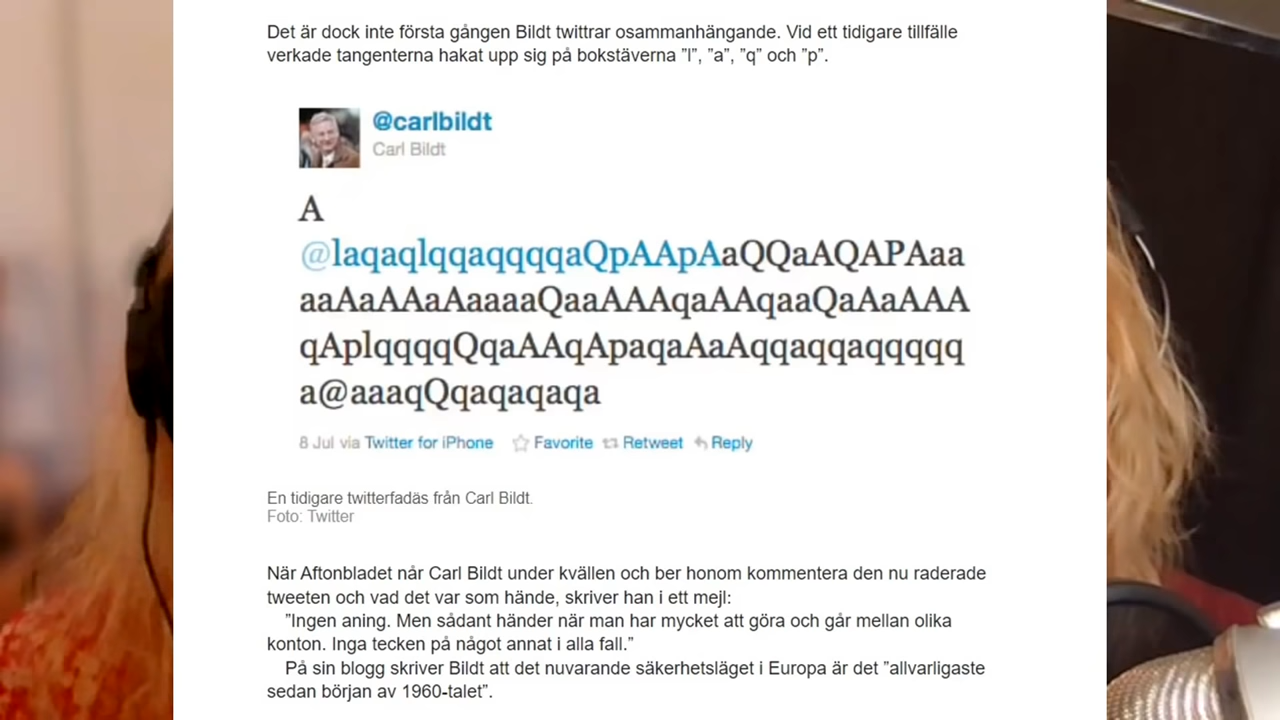 Det är dock inte första gången Bildt twittrar osammanhängande. Vid ett tidigare tillfälle
verkade tangenterna hakat upp sig på bokstäverna ”l”, ”a”, ”q” och ”p”.
@carlbildt
Carl Bildt
A
@laqaqlqqaqqqqaQpAApAaQQaAQAPAaa
aaAaAAaAaaaaQaaAAAqaAAqaaQaAaAAA
qAplqqqqQqaAAqApaqaAaAqqaqqaqqqqq
a@aaaqQqaqaqaqa
8 Jul via Twitter for iPhone Favorite Retweet Reply
En tidigare twitterfadäs från Carl Bildt.
Foto: Twitter
När Aftonbladet når Carl Bildt under kvällen och ber honom kommentera den nu raderade
tweeten och vad det var som hände, skriver han i ett mejl:
”Ingen aning. Men sådant händer när man har mycket att göra och går mellan olika
konton. Inga tecken på något annat i alla fall.”
På sin blogg skriver Bildt att det nuvarande säkerhetsläget i Europa är det ”allvarligaste
sedan början av 1960-talet”.